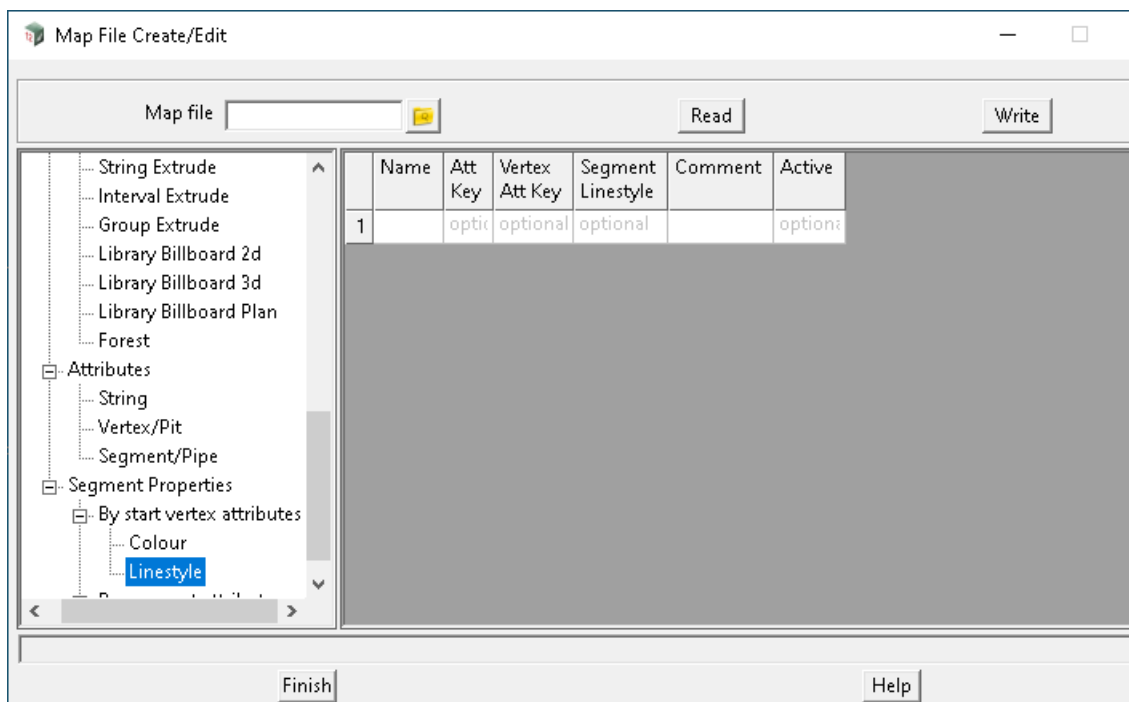 Map File Create/Edit
Map file
Read
Write
String Extrude
Interval Extrude
Group Extrude
Library Billboard 2d
Library Billboard 3d
Library Billboard Plan
Forest
Attributes
String
Vertex/Pit
Segment/Pipe
Segment Properties
By start vertex attributes
Colour
Linestyle
Name Att Key Vertex Att Key Segment Linestyle Comment Active
1 optic optional optional optiona
Finish Help